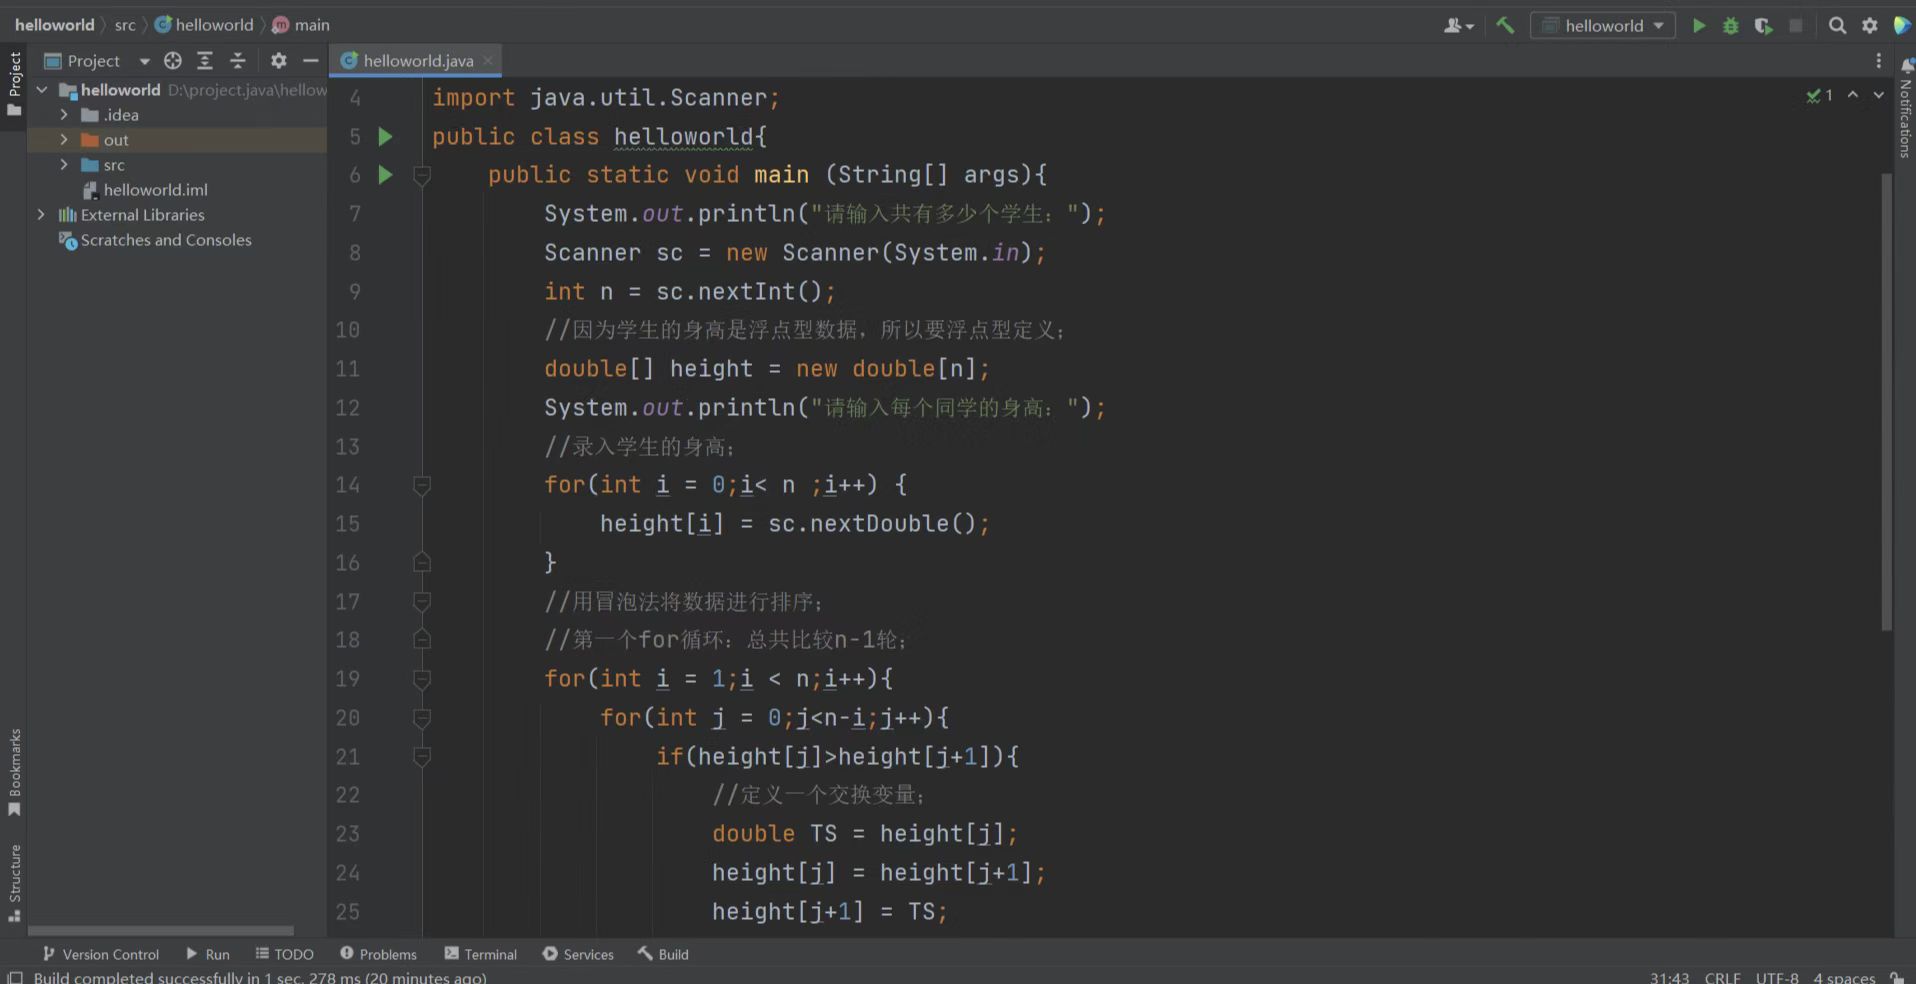 helloworld src helloworld main
helloworld
Project
helloworld.java
Project
helloworld D:\project.java\hellow
.idea
out
src
helloworld.iml
External Libraries
Scratches and Consoles
Bookmarks
Structure
4 import java.util.Scanner;
5 public class helloworld{
6 public static void main (String[] args){
7 System.out.println("请输入共有多少个学生：");
8 Scanner sc = new Scanner(System.in);
9 int n = sc.nextInt();
10 //因为学生的身高是浮点型数据，所以要浮点型定义；
11 double[] height = new double[n];
12 System.out.println("请输入每个同学的身高：");
13 //录入学生的身高；
14 for(int i = 0;i< n ;i++) {
15 height[i] = sc.nextDouble();
16 }
17 //用冒泡法将数据进行排序；
18 //第一个for循环：总共比较n-1轮；
19 for(int i = 1;i < n;i++){
20 for(int j = 0;j<n-i;j++){
21 if(height[j]>height[j+1]){
22 //定义一个交换变量；
23 double TS = height[j];
24 height[j] = height[j+1];
25 height[j+1] = TS;
1
Notifications
Version Control Run TODO Problems Terminal Services Build
Build completed successfully in 1 sec, 278 ms (20 minutes ago)
31:43 CRLF UTF-8 4 spaces